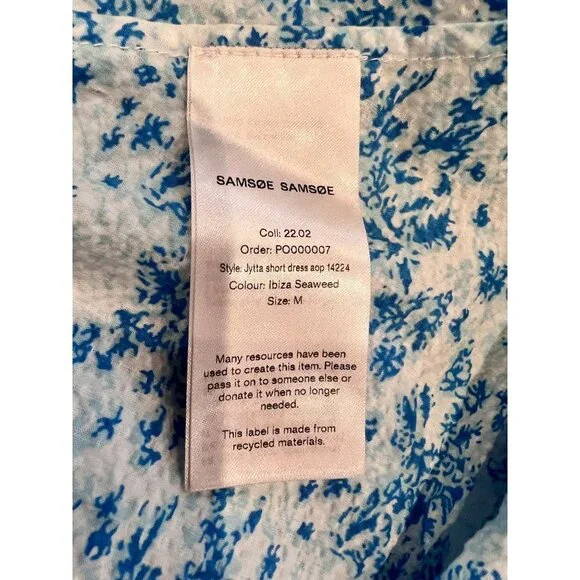 SAMSØE SAMSØE
Coll: 22.02
Order: PO000007
Style: Jytta short dress aop 14224
Colour: Ibiza Seaweed
Size: M
Many resources have been
used to create this item. Please
pass it on to someone else or
donate it when no longer
needed.
This label is made from
recycled materials.